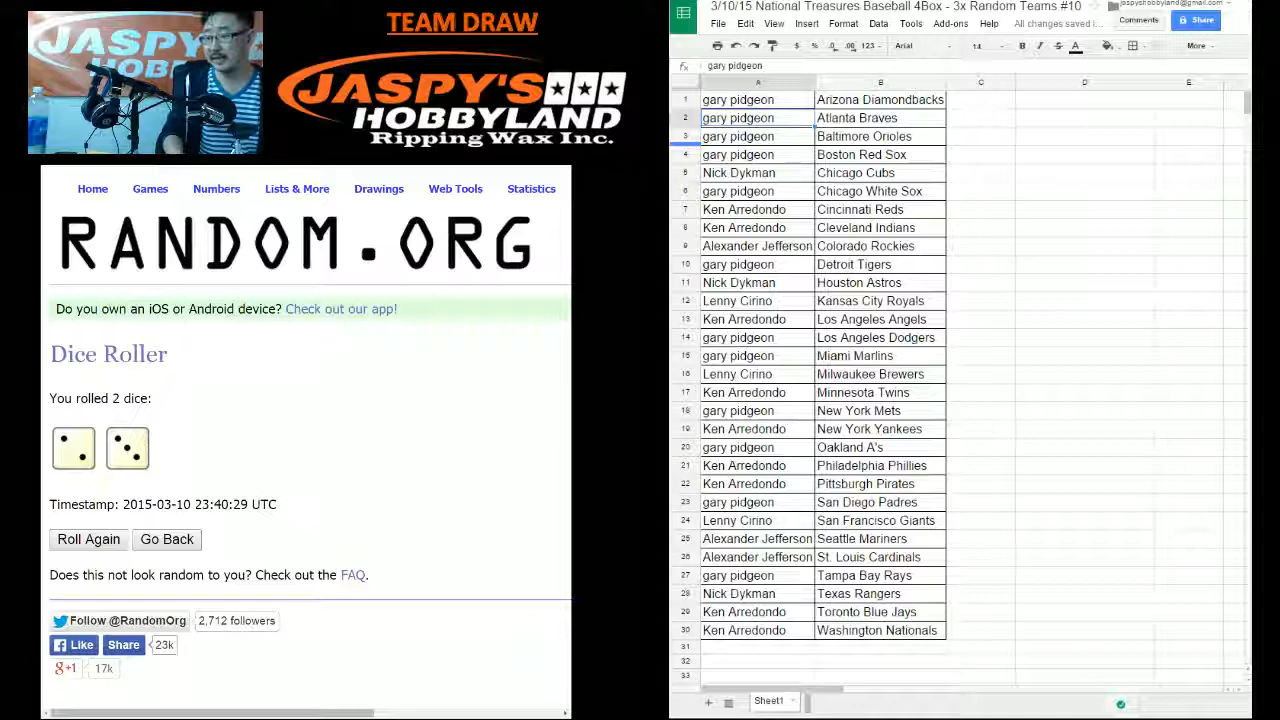 TEAM DRAW
JASPY'S
HOBBYLAND
Ripping Wax Inc.
Home Games Numbers Lists & More Drawings Web Tools Statistics
RANDOM.ORG
Do you own an iOS or Android device? Check out our app!
Dice Roller
You rolled 2 dice:
Timestamp: 2015-03-10 23:40:29 UTC
Roll Again Go Back
Does this not look random to you? Check out the FAQ.
Follow @RandomOrg 2,712 followers
Like Share 23k
g+1 17k
3/10/15 National Treasures Baseball 4Box - 3x Random Teams #10
jaspyshobbyland@gmail.com
File Edit View Insert Format Data Tools Add-ons Help All changes saved i
Comments Share
$ % .0 .00 123 Arial 14 B I S A More
fx gary pidgeon
A B C D E
1 gary pidgeon Arizona Diamondbacks
2 gary pidgeon Atlanta Braves
3 gary pidgeon Baltimore Orioles
4 gary pidgeon Boston Red Sox
5 Nick Dykman Chicago Cubs
6 gary pidgeon Chicago White Sox
7 Ken Arredondo Cincinnati Reds
8 Ken Arredondo Cleveland Indians
9 Alexander Jefferson Colorado Rockies
10 gary pidgeon Detroit Tigers
11 Nick Dykman Houston Astros
12 Lenny Cirino Kansas City Royals
13 Ken Arredondo Los Angeles Angels
14 gary pidgeon Los Angeles Dodgers
15 gary pidgeon Miami Marlins
16 Lenny Cirino Milwaukee Brewers
17 Ken Arredondo Minnesota Twins
18 gary pidgeon New York Mets
19 Ken Arredondo New York Yankees
20 gary pidgeon Oakland A's
21 Ken Arredondo Philadelphia Phillies
22 Ken Arredondo Pittsburgh Pirates
23 gary pidgeon San Diego Padres
24 Lenny Cirino San Francisco Giants
25 Alexander Jefferson Seattle Mariners
26 Alexander Jefferson St. Louis Cardinals
27 gary pidgeon Tampa Bay Rays
28 Nick Dykman Texas Rangers
29 Ken Arredondo Toronto Blue Jays
30 Ken Arredondo Washington Nationals
31
32
33
Sheet1